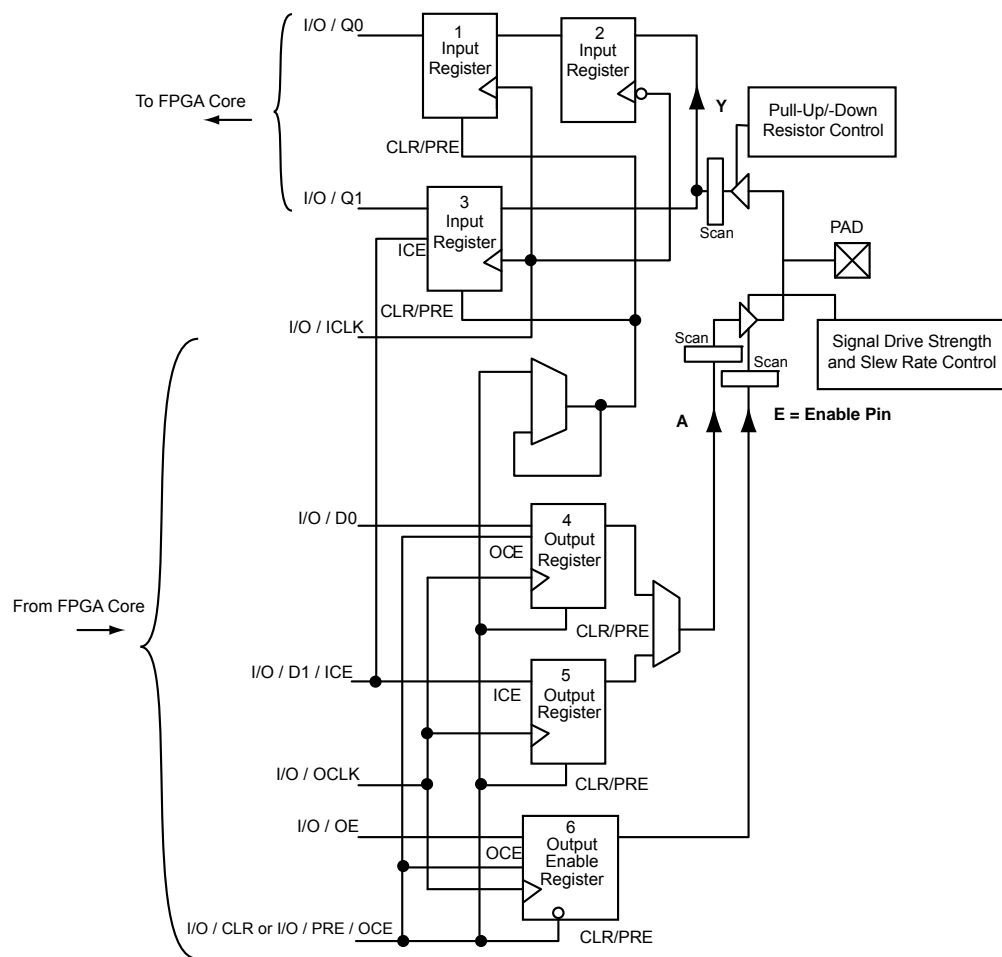 I/O / Q0
1
Input
Register
2
Input
Register
To FPGA Core
Y
Pull-Up/-Down
Resistor Control
CLR/PRE
I/O / Q1
3
Input
Register
ICE
Scan
PAD
CLR/PRE
I/O / ICLK
Scan
Scan
Signal Drive Strength
and Slew Rate Control
A
E = Enable Pin
I/O / D0
4
Output
Register
OCE
From FPGA Core
CLR/PRE
I/O / D1 / ICE
5
Output
Register
ICE
I/O / OCLK
CLR/PRE
I/O / OE
6
Output
Enable
Register
OCE
I/O / CLR or I/O / PRE / OCE
CLR/PRE